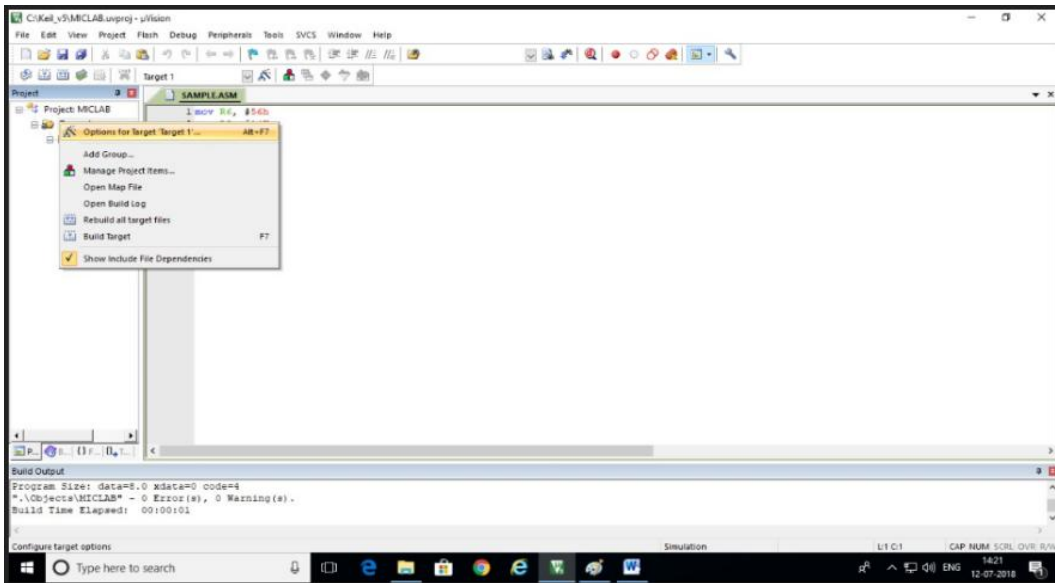 C:\Keil_v5\MICLAB.uvproj - µVision
File Edit View Project Flash Debug Peripherals Tools SVCS Window Help
Target 1
Project
SAMPLE.ASM
Project: MICLAB
1 mov R6, #56h
Options for Target 'Target 1'... Alt+F7
Add Group...
Manage Project Items...
Open Map File
Open Build Log
Rebuild all target files
Build Target F7
Show Include File Dependencies
P... B... {} F... T...
Build Output
Program Size: data=8.0 xdata=0 code=4
".\Objects\MICLAB" - 0 Error(s), 0 Warning(s).
Build Time Elapsed: 00:00:01
Configure target options Simulation L:1 C:1 CAP NUM SCRL OVR R/W
Type here to search ENG 14:21
12-07-2018